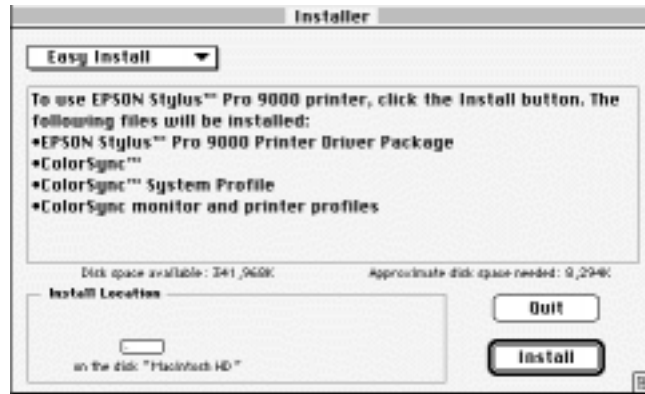 Installer
Easy Install
To use EPSON Stylus™ Pro 9000 printer, click the Install button. The
following files will be installed:
•EPSON Stylus™ Pro 9000 Printer Driver Package
•ColorSync™
•ColorSync™ System Profile
•ColorSync monitor and printer profiles
Disk space available: 341,968K Approximate disk space needed: 8,294K
Install Location
Quit
on the disk "Macintosh HD"
Install